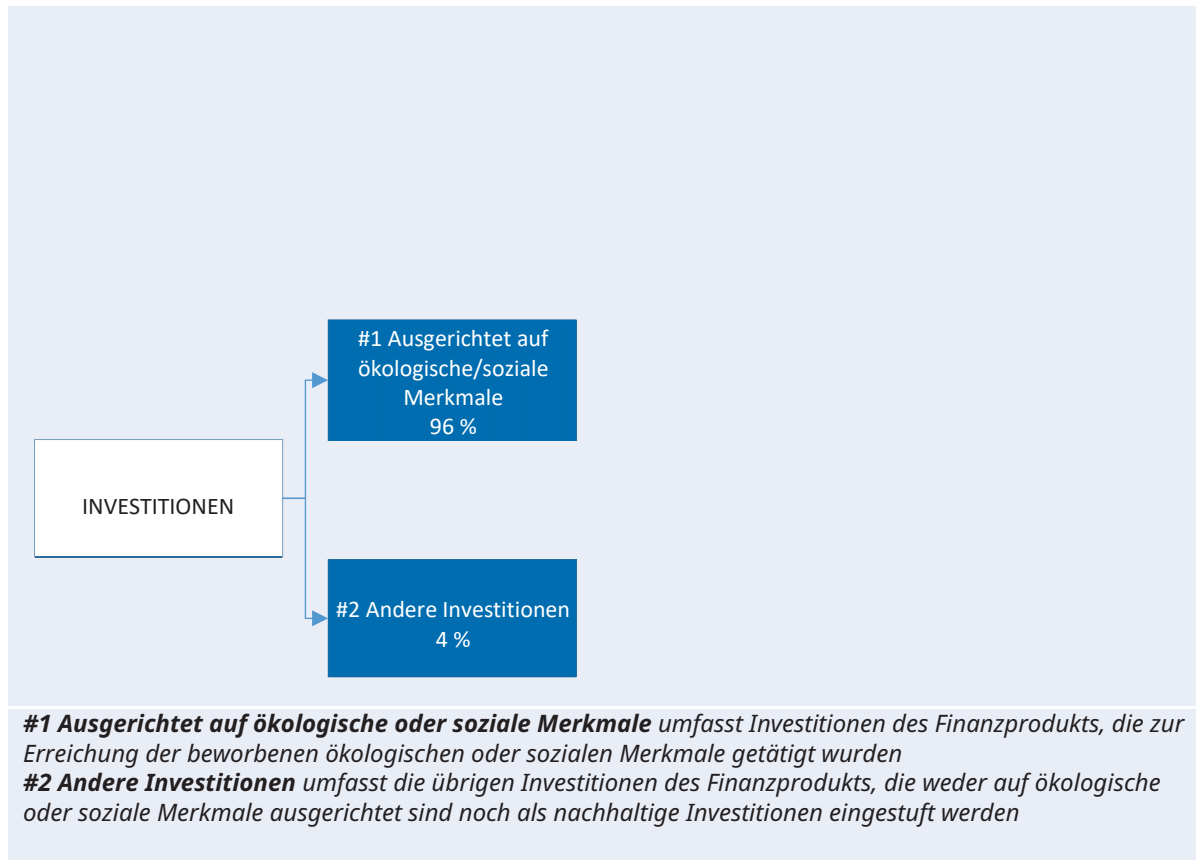 #1 Ausgerichtet auf
ökologische/soziale
Merkmale
96 %
INVESTITIONEN
#2 Andere Investitionen
4 %
#1 Ausgerichtet auf ökologische oder soziale Merkmale umfasst Investitionen des Finanzprodukts, die zur
Erreichung der beworbenen ökologischen oder sozialen Merkmale getätigt wurden
#2 Andere Investitionen umfasst die übrigen Investitionen des Finanzprodukts, die weder auf ökologische
oder soziale Merkmale ausgerichtet sind noch als nachhaltige Investitionen eingestuft werden